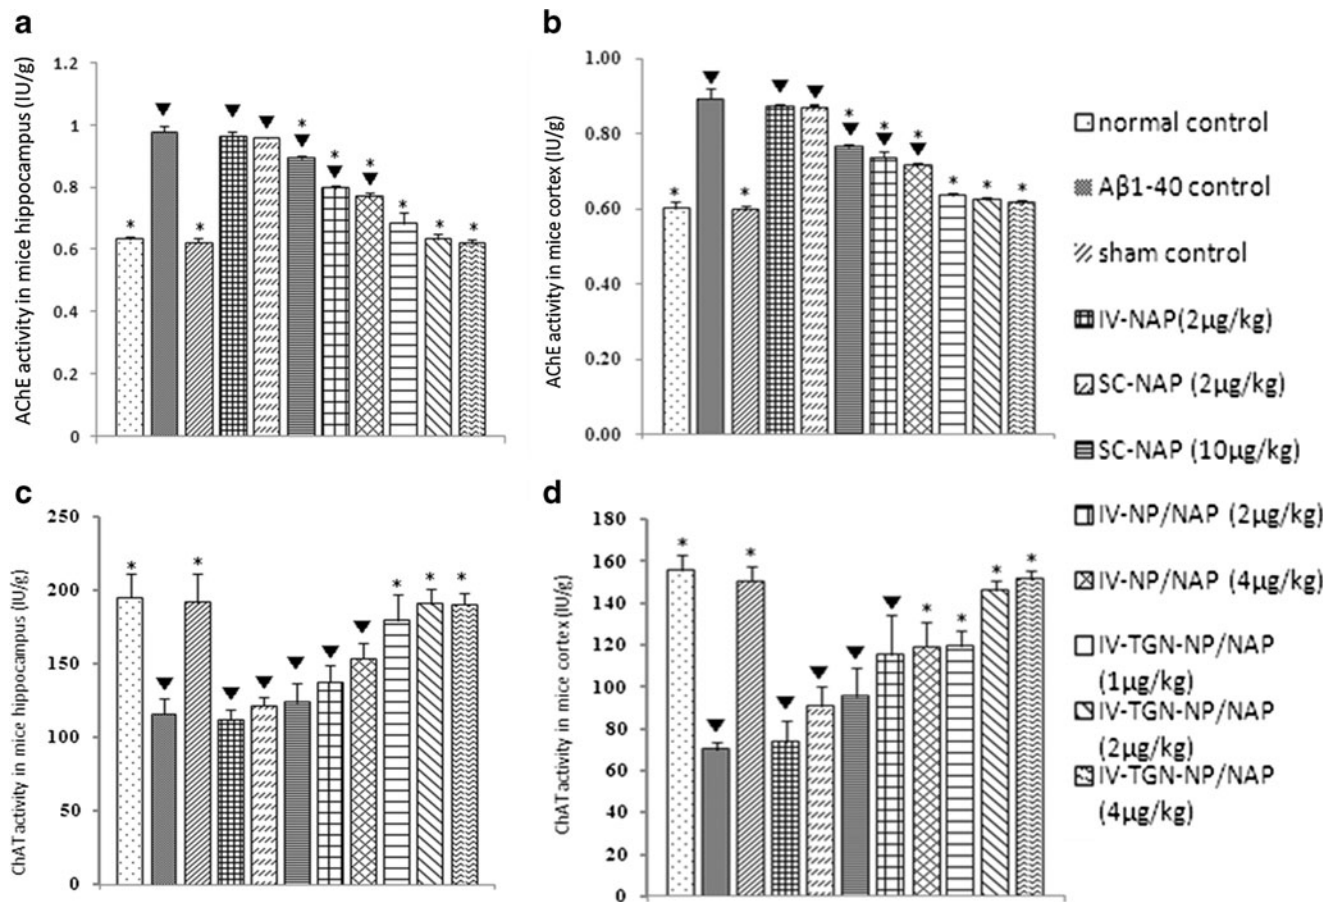 a
AChE activity in mice hippocampus (IU/g)
1.2
1
0.8
0.6
0.4
0.2
0
* * * * * * * *
b
AChE activity in mice cortex (IU/g)
1.00
0.80
0.60
0.40
0.20
0.00
* * * * * * * *
c
ChAT activity in mice hippocampus (IU/g)
250
200
150
100
50
0
* * * * *
d
ChAT activity in mice cortex (IU/g)
180
160
140
120
100
80
60
40
20
0
* * * * * *
normal control
Aβ1-40 control
sham control
IV-NAP(2μg/kg)
SC-NAP (2μg/kg)
SC-NAP (10μg/kg)
IV-NP/NAP (2μg/kg)
IV-NP/NAP (4μg/kg)
IV-TGN-NP/NAP
(1μg/kg)
IV-TGN-NP/NAP
(2μg/kg)
IV-TGN-NP/NAP
(4μg/kg)